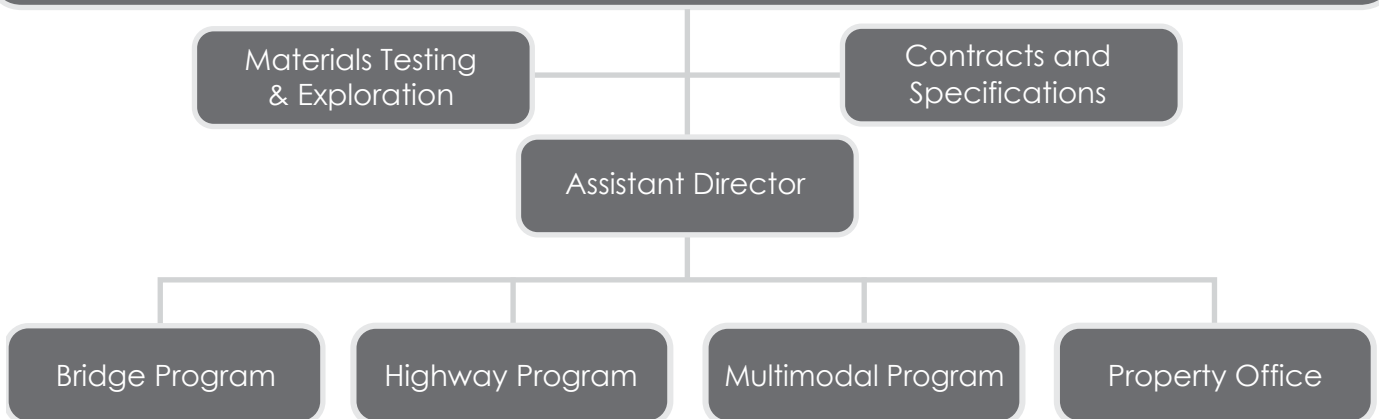 Materials Testing
& Exploration
Contracts and
Specifications
Assistant Director
Bridge Program
Highway Program
Multimodal Program
Property Office